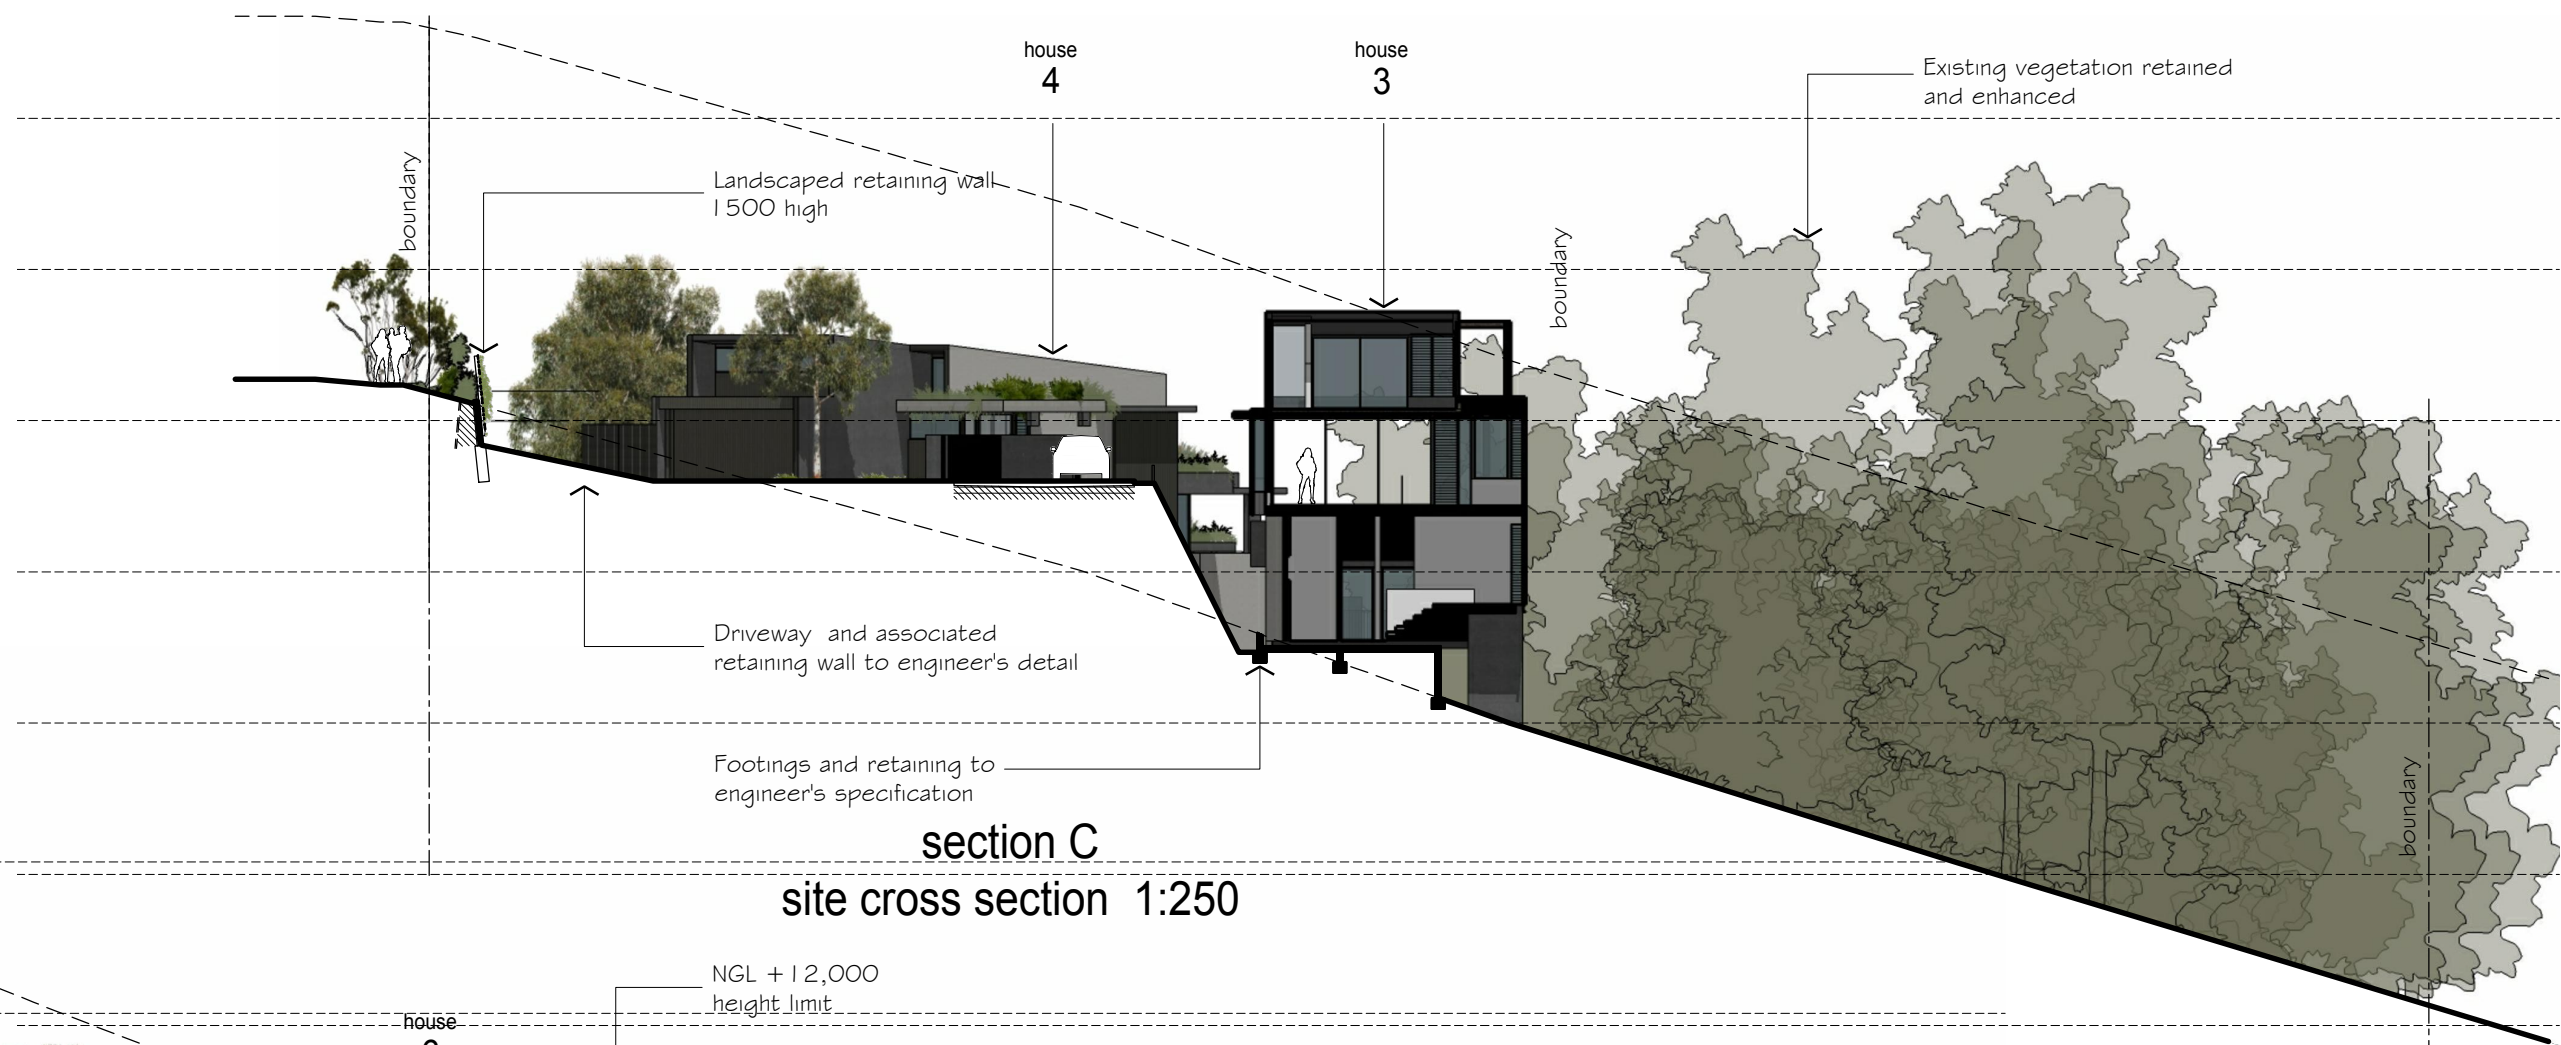 house
4
house
3
Existing vegetation retained
and enhanced
boundary
Landscaped retaining wall
1500 high
boundary
Driveway and associated
retaining wall to engineer's detail
Footings and retaining to
engineer's specification
boundary
section C
site cross section 1:250
NGL +12,000
height limit
house